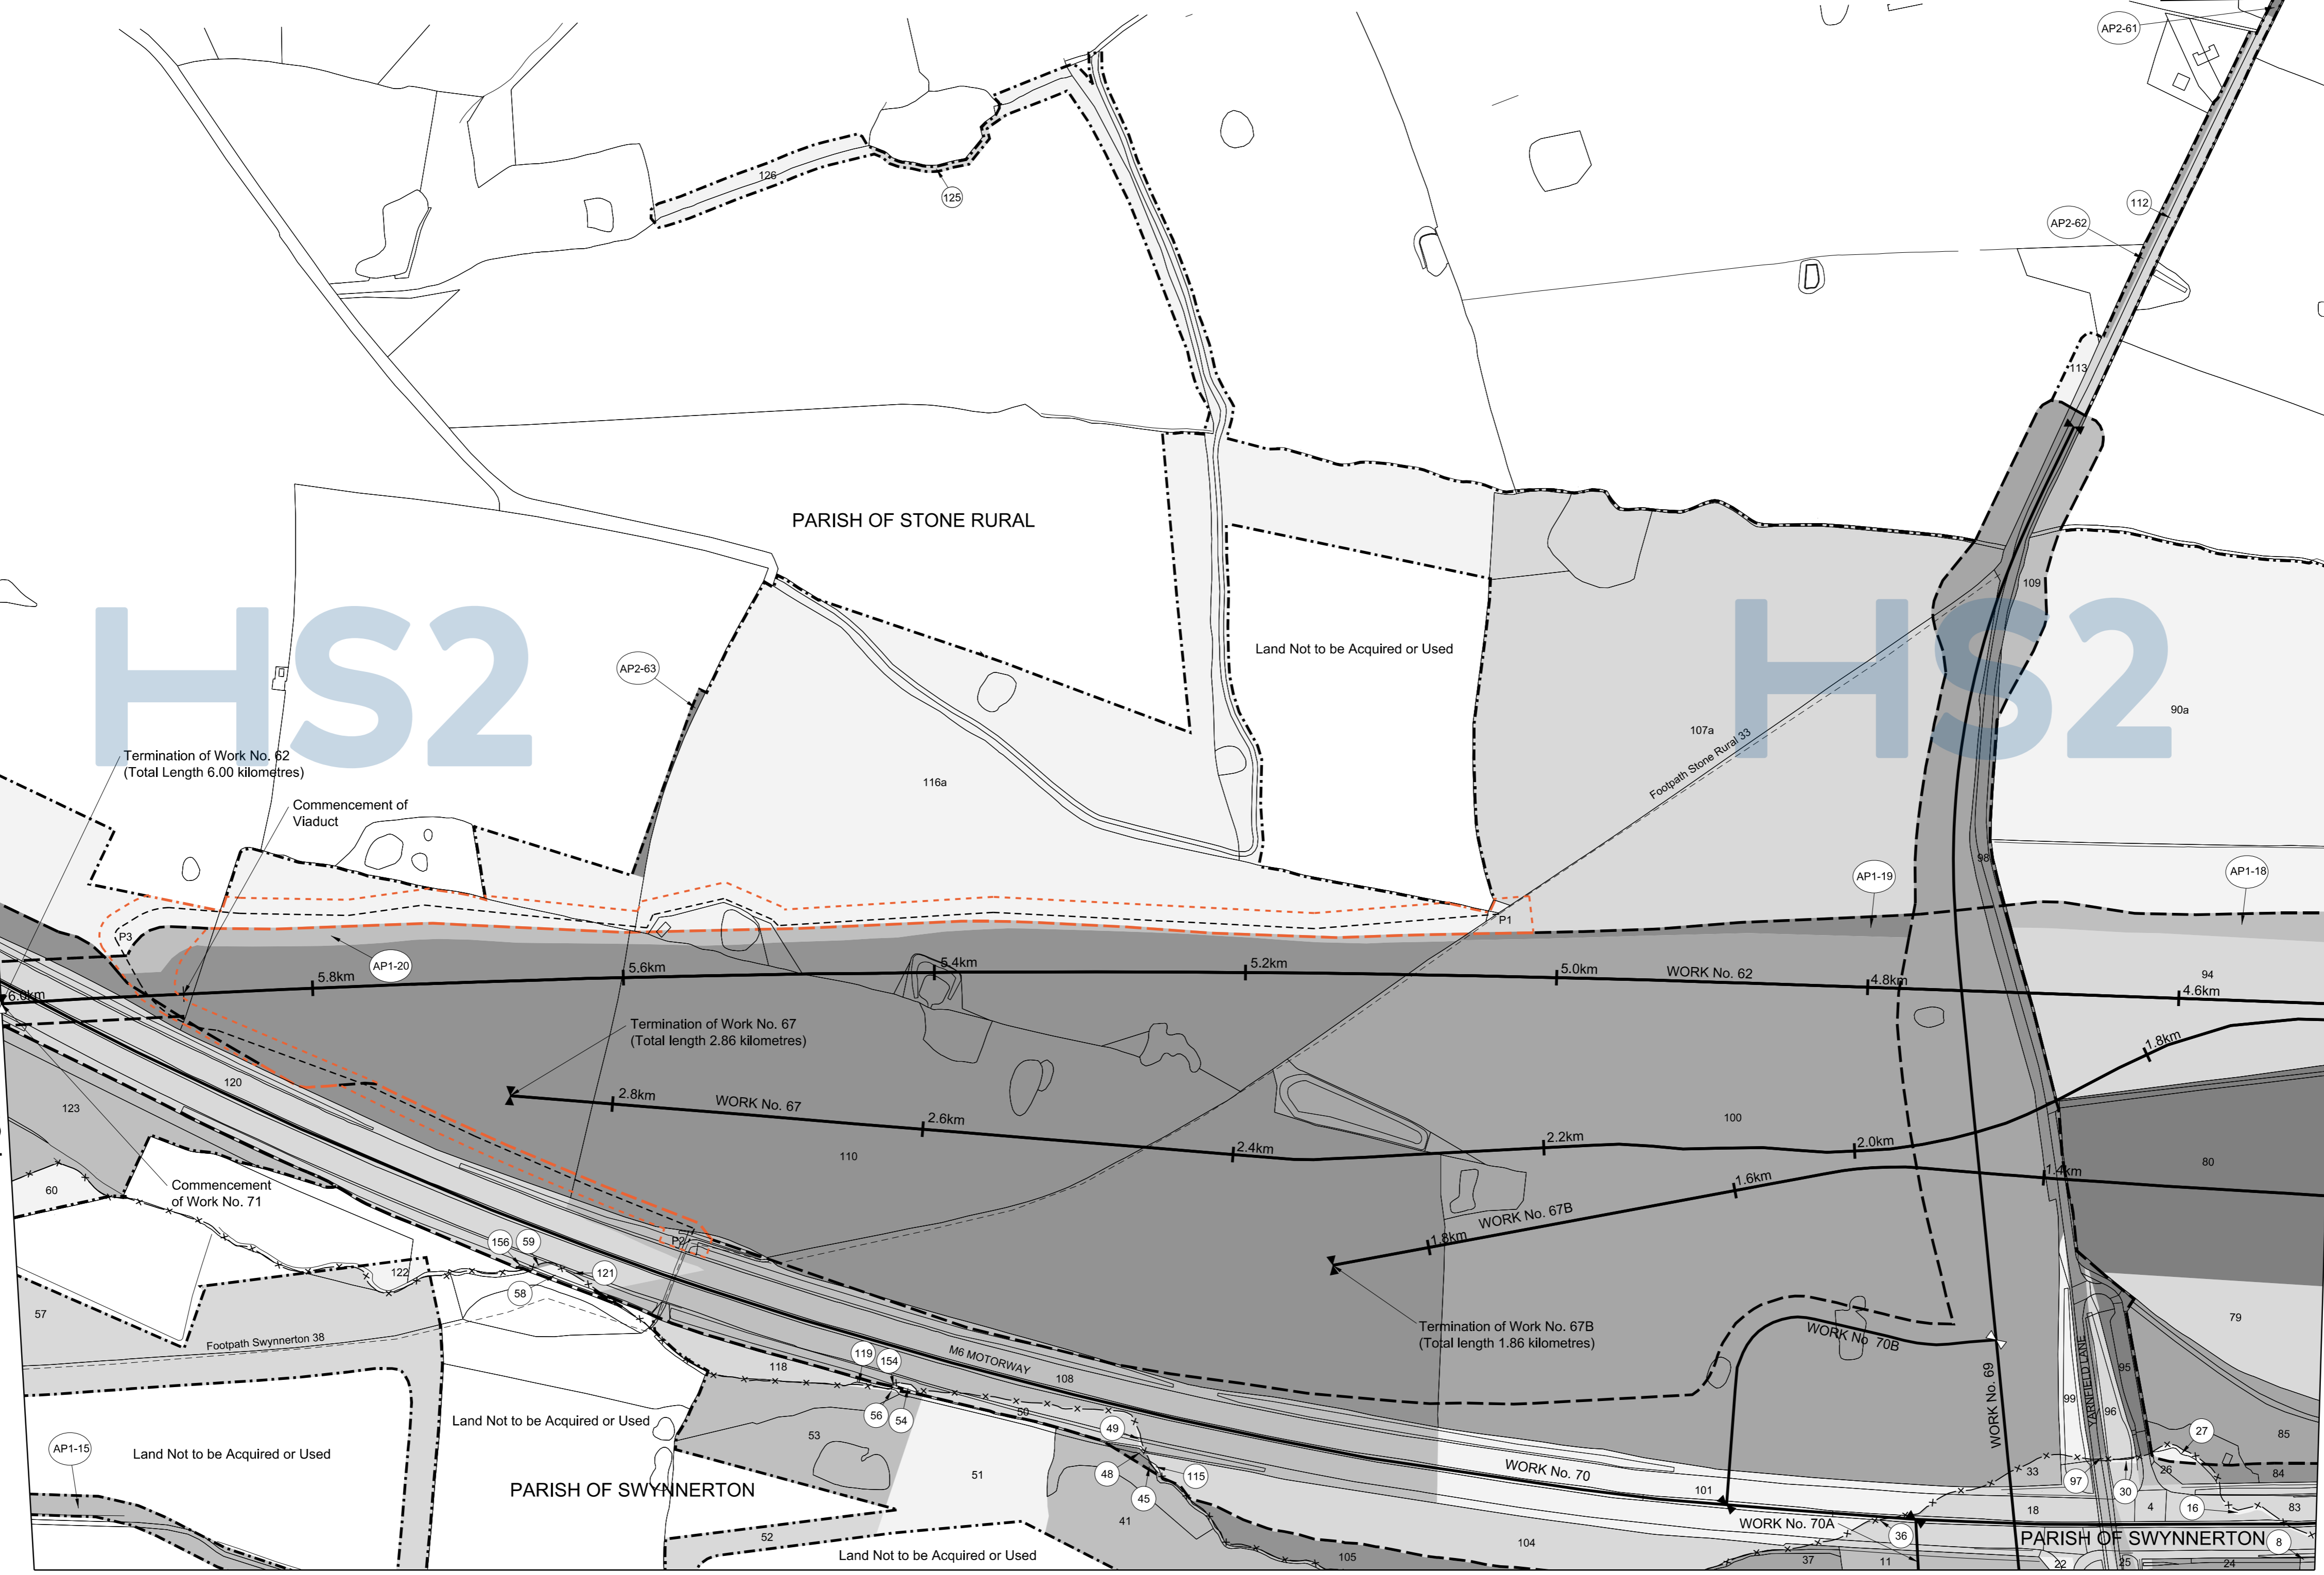 AP2-61
112
AP2-62
126
125
113
PARISH OF STONE RURAL
109
HS2
HS2
Land Not to be Acquired or Used
AP2-63
90a
107a
Footpath Stone Rural 33
Termination of Work No. 62
(Total Length 6.00 kilometres)
116a
Commencement of
Viaduct
98
AP1-19
AP1-18
P1
P3
AP1-20
6.0km
5.8km
5.6km
5.4km
5.2km
5.0km
WORK No. 62
4.8km
4.6km
94
Termination of Work No. 67
(Total length 2.86 kilometres)
1.8km
120
123
2.8km
WORK No. 67
2.6km
2.4km
2.2km
2.0km
100
110
80
1.4km
1.6km
WORK No. 67B
1.8km
60
Commencement
of Work No. 71
156
59
P2
121
122
58
57
Footpath Swynnerton 38
Termination of Work No. 67B
(Total length 1.86 kilometres)
WORK No. 70B
79
YARNFIELD LANE
95
WORK No. 69
99
96
M6 MOTORWAY
108
118
119
154
56
54
50
Land Not to be Acquired or Used
53
49
27
85
AP1-15
Land Not to be Acquired or Used
51
48
115
45
WORK No. 70
33
97
30
26
84
PARISH OF SWYNNERTON
101
18
4
16
83
41
WORK No. 70A
36
PARISH OF SWYNNERTON
8
52
Land Not to be Acquired or Used
105
104
37
11
22
25
24